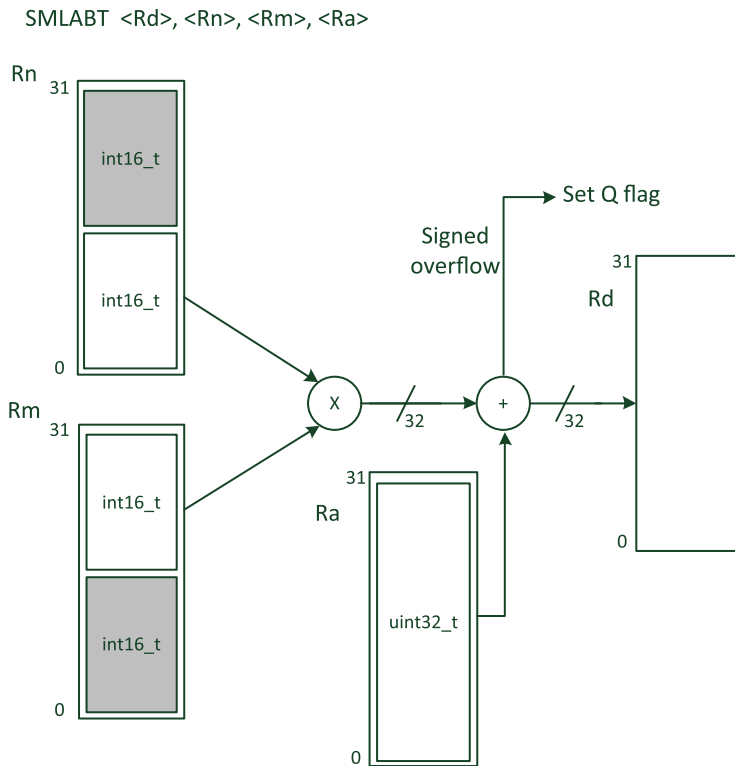 SMLABT <Rd>, <Rn>, <Rm>, <Ra>
Rn
31
int16_t
int16_t
0
Rm
31
int16_t
int16_t
0
X
32
Signed
overflow
Set Q flag
+
32
Ra
31
uint32_t
0
Rd
31
0